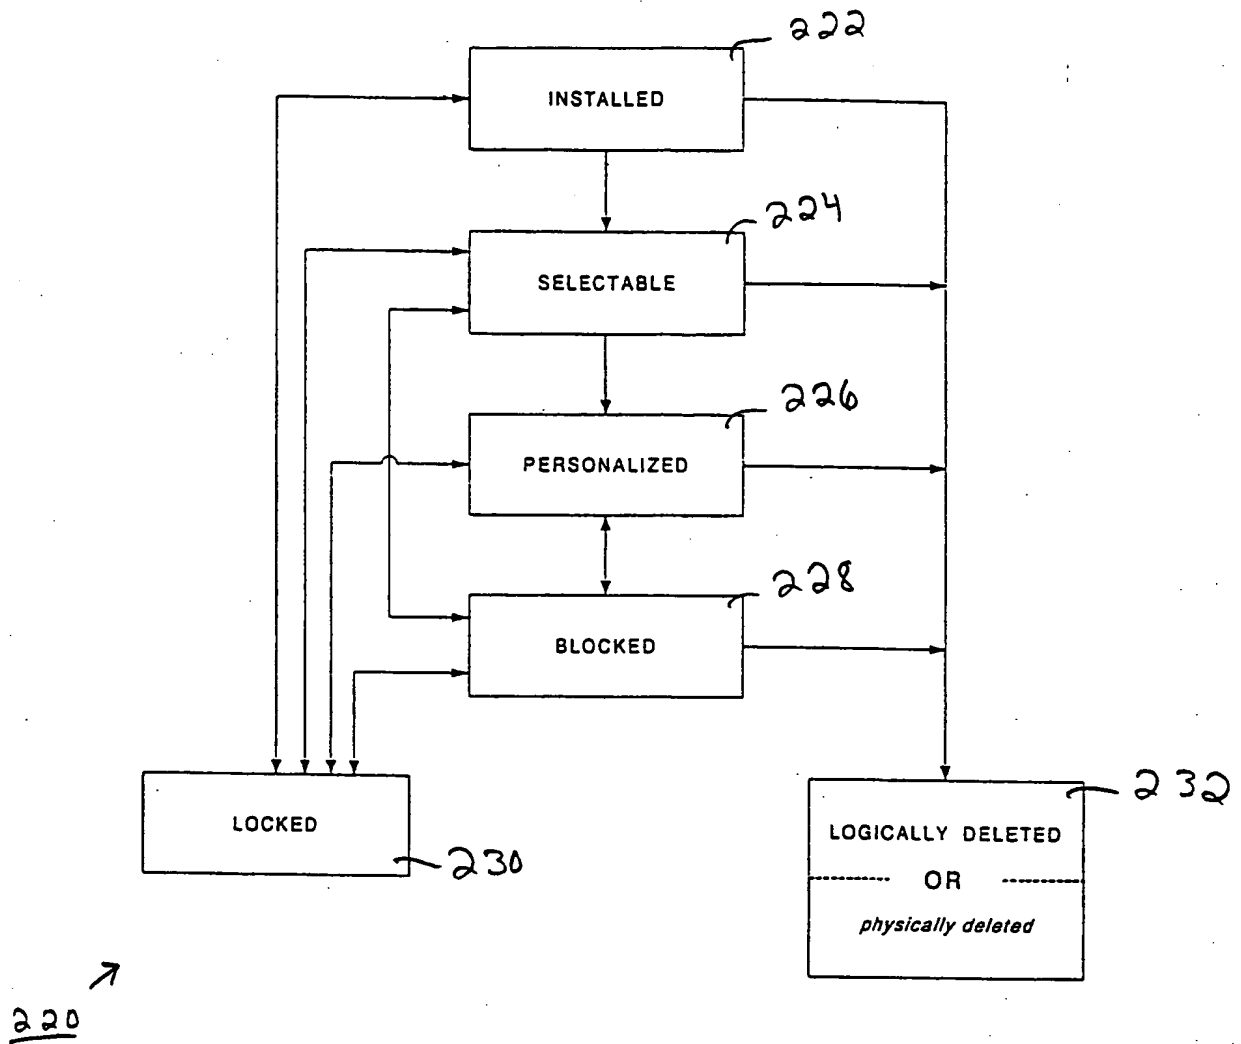 222
INSTALLED
224
SELECTABLE
226
PERSONALIZED
228
BLOCKED
232
LOCKED
LOGICALLY DELETED
230
OR
physically deleted
220